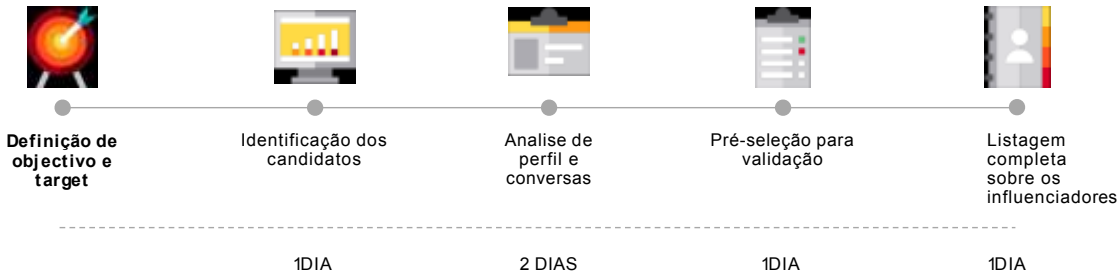 Definição de
objectivo e
target
Identificação dos
candidatos
Analise de
perfil e
conversas
Pré-seleção para
validação
Listagem
completa
sobre os
influenciadores
1DIA
2 DIAS
1DIA
1DIA